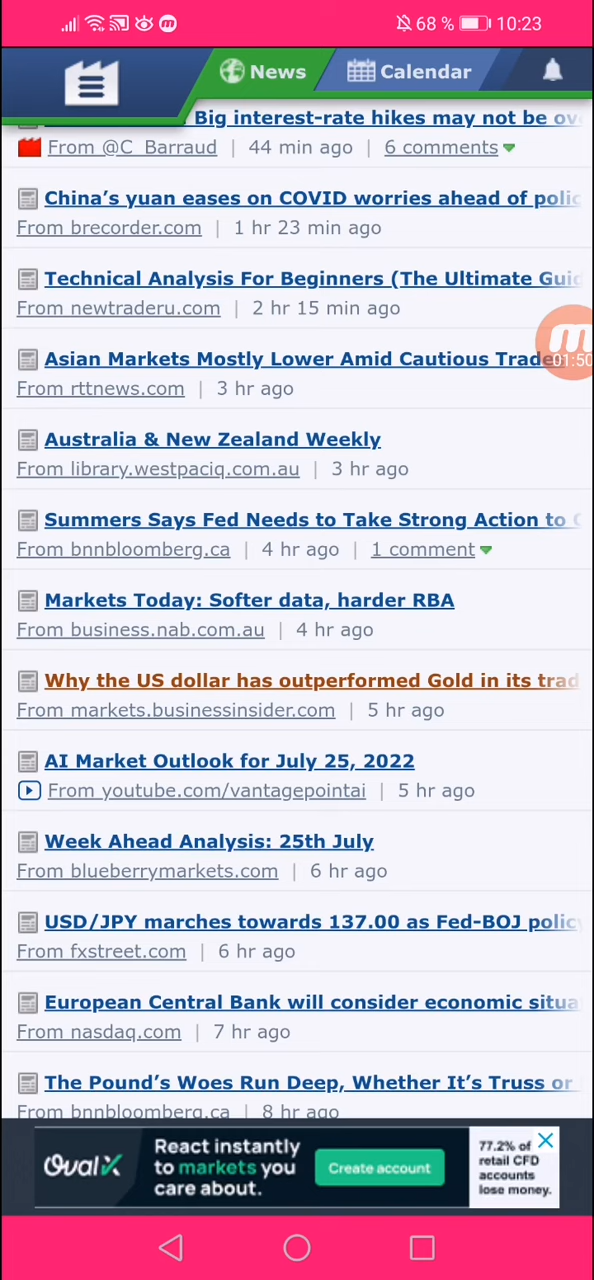 68 % 10:23
News Calendar
Big interest-rate hikes may not be ov
From @C_Barraud | 44 min ago | 6 comments
China’s yuan eases on COVID worries ahead of polic
From brecorder.com | 1 hr 23 min ago
Technical Analysis For Beginners (The Ultimate Guid
From newtraderu.com | 2 hr 15 min ago
Asian Markets Mostly Lower Amid Cautious Trade
01:50
From rttnews.com | 3 hr ago
Australia & New Zealand Weekly
From library.westpaciq.com.au | 3 hr ago
Summers Says Fed Needs to Take Strong Action to
From bnnbloomberg.ca | 4 hr ago | 1 comment
Markets Today: Softer data, harder RBA
From business.nab.com.au | 4 hr ago
Why the US dollar has outperformed Gold in its trad
From markets.businessinsider.com | 5 hr ago
AI Market Outlook for July 25, 2022
From youtube.com/vantagepointai | 5 hr ago
Week Ahead Analysis: 25th July
From blueberrymarkets.com | 6 hr ago
USD/JPY marches towards 137.00 as Fed-BOJ policy
From fxstreet.com | 6 hr ago
European Central Bank will consider economic situa
From nasdaq.com | 7 hr ago
The Pound’s Woes Run Deep, Whether It’s Truss or
From bnnbloomberg.ca | 8 hr ago
OvalX
React instantly
to markets you
care about.
Create account
77.2% of
retail CFD
accounts
lose money.